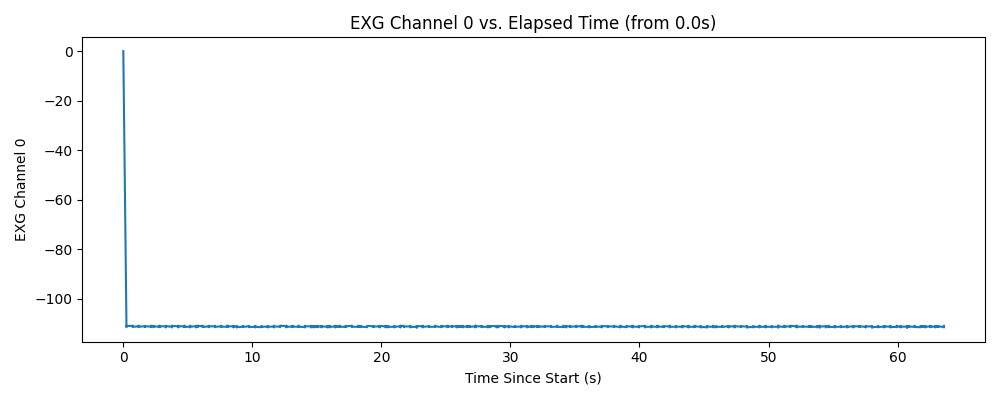 EXG Channel 0 vs. Elapsed Time (from 0.0s)
0
−20
−40
−60
−80
−100
EXG Channel 0
0 10 20 30 40 50 60
Time Since Start (s)